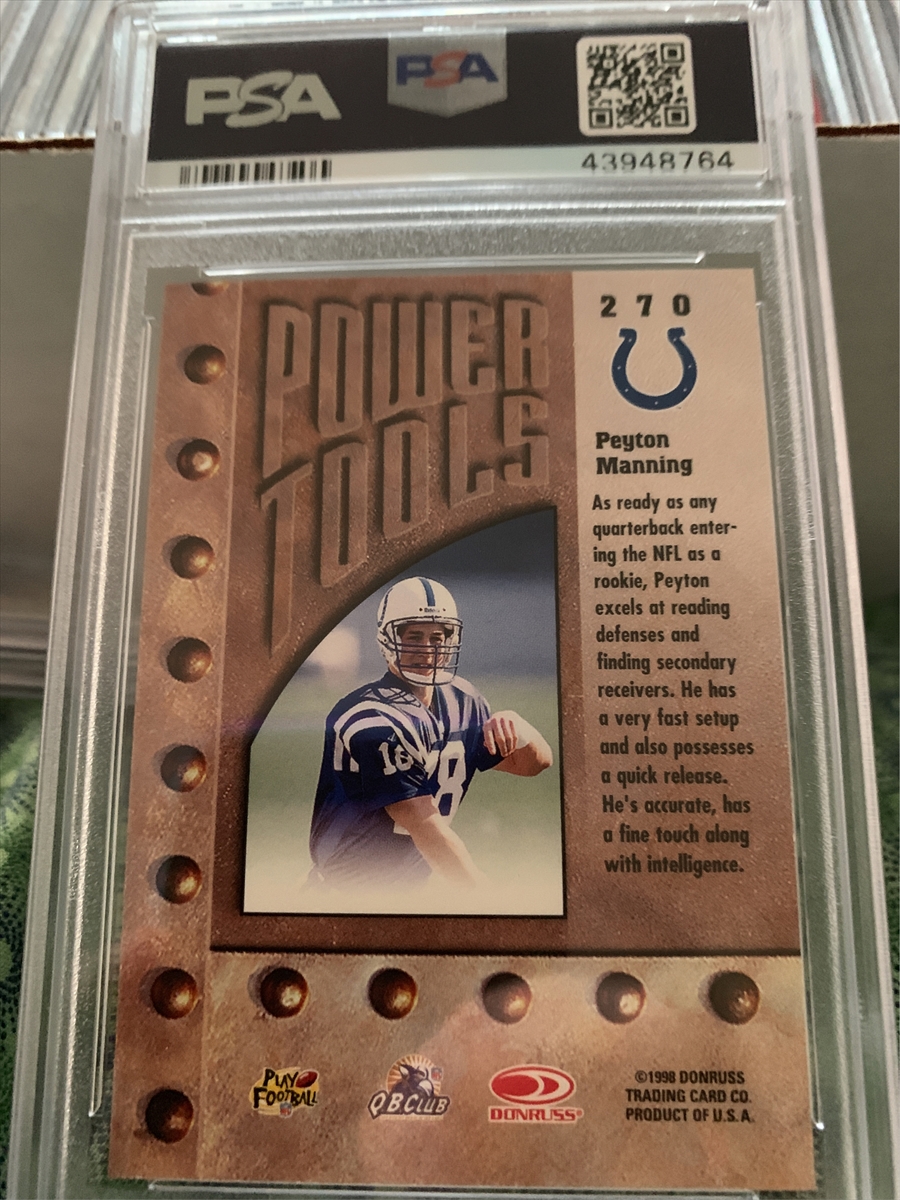 PSA
PSA
43948764
POWER
TOOLS
270
Peyton
Manning
As ready as any
quarterback enter-
ing the NFL as a
rookie, Peyton
excels at reading
defenses and
finding secondary
receivers. He has
a very fast setup
and also possesses
a quick release.
He's accurate, has
a fine touch along
with intelligence.
Riddell
18
18
PLAY
FOOTBALL
QB CLUB
DONRUSS®
©1998 DONRUSS
TRADING CARD CO.
PRODUCT OF U.S.A.